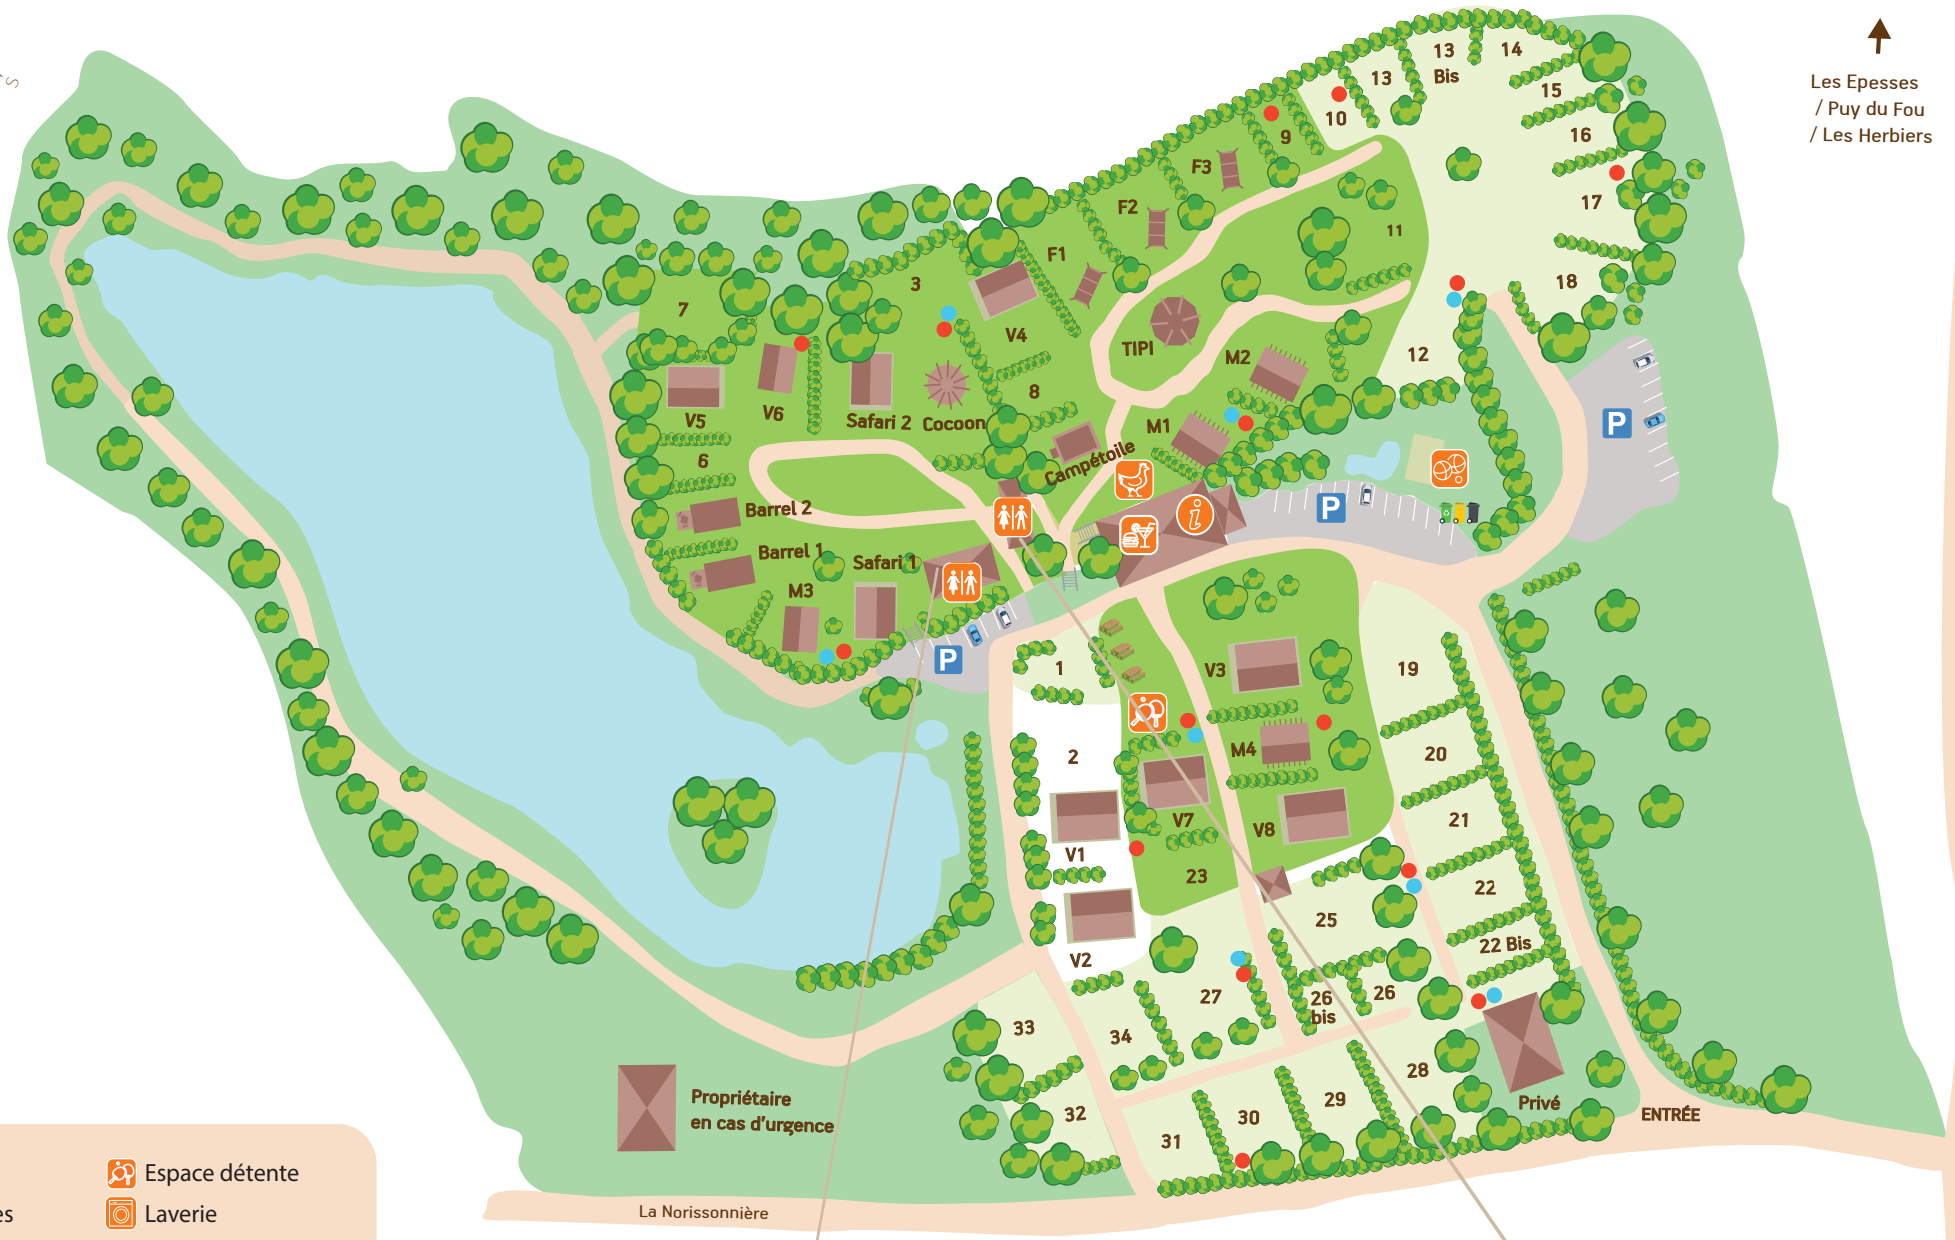 Les Epesses
/ Puy du Fou
/ Les Herbiers
13
Bis
14
13
15
10
16
9
F3
17
F2
11
F1
18
3
7
V4
TIPI
M2
12
8
V5
V6
Safari 2
Cocoon
M1
P
Campétoile
6
Barrel 2
i
P
Barrel 1
Safari 1
M3
P
1
V3
19
2
M4
20
V7
V8
21
V1
23
22
25
22 Bis
V2
27
26
bis
26
33
34
28
Propriétaire
en cas d'urgence
32
30
29
Privé
ENTRÉE
31
Espace détente
es
Laverie
La Norissonnière